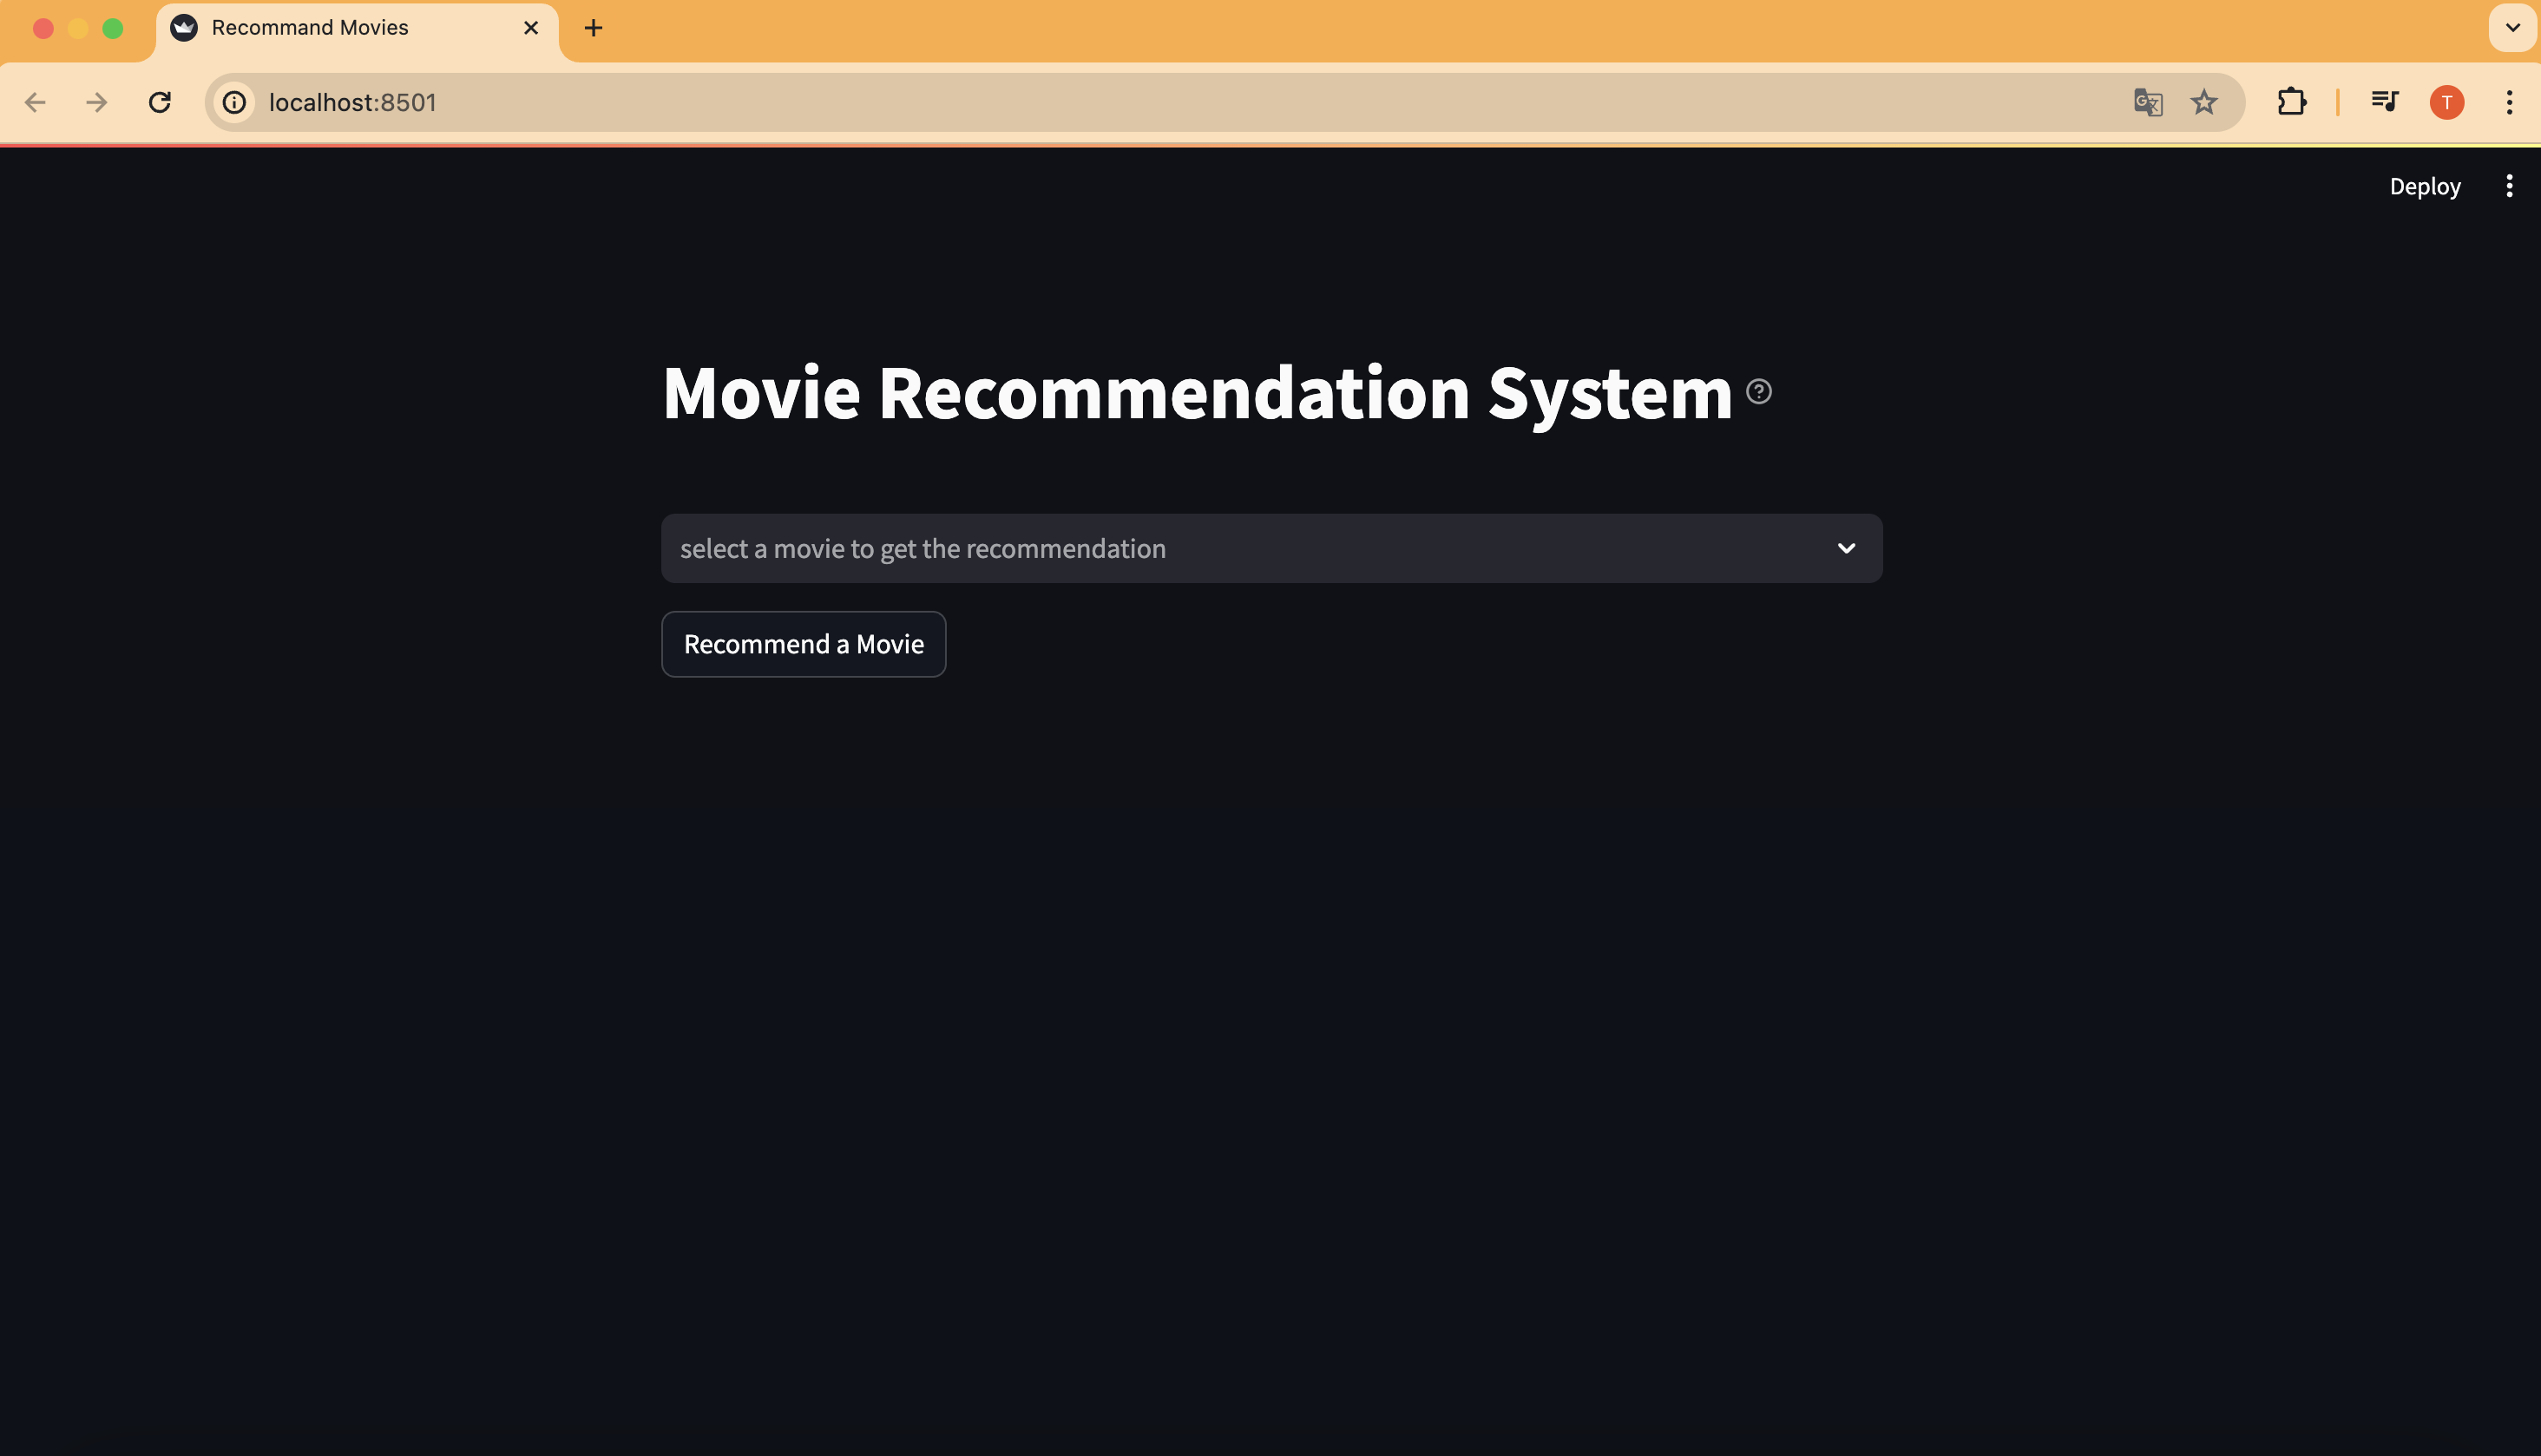 Recommand Movies
localhost:8501
T
Deploy
Movie Recommendation System
select a movie to get the recommendation
Recommend a Movie